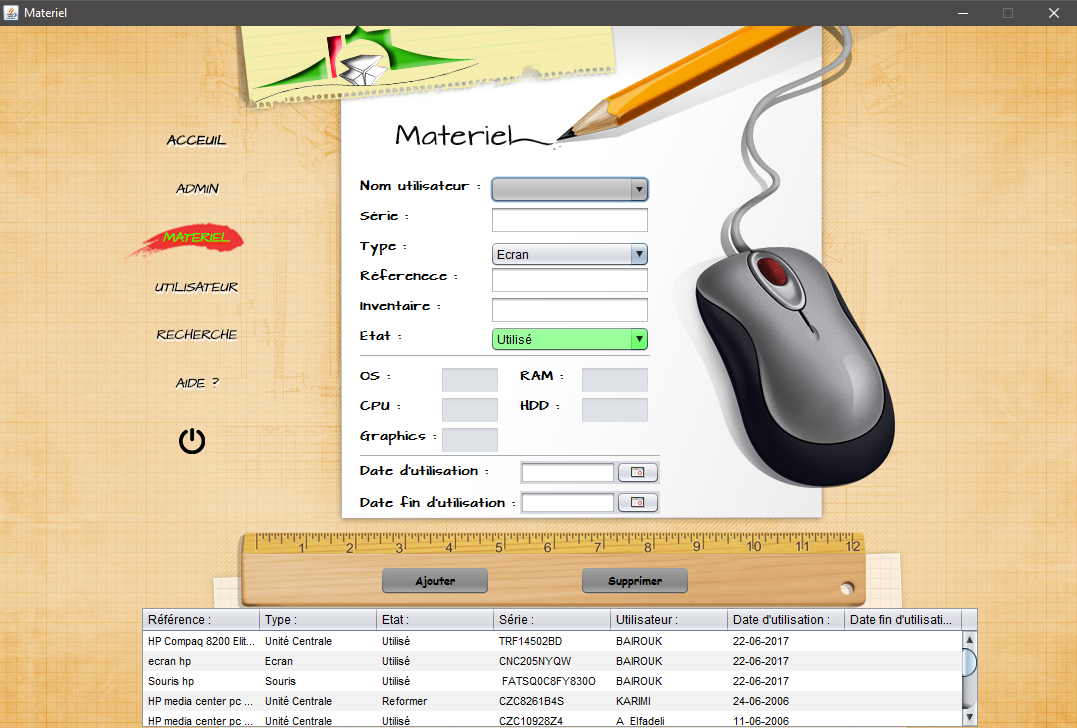 Materiel
Materiel
ACCEUIL
ADMIN
MATERIEL
UTILISATEUR
RECHERCHE
AIDE ?
Nom utilisateur :
Série :
Type : Ecran
Réferenece :
Inventaire :
Etat : Utilisé
OS : RAM :
CPU : HDD :
Graphics :
Date d'utilisation :
Date fin d'utilisation :
1 2 3 4 5 6 7 8 9 10 11 12
Ajouter Supprimer
Référence : Type : Etat : Série : Utilisateur : Date d'utilisation : Date fin d'utilisati...
HP Compaq 8200 Elit... Unité Centrale Utilisé TRF14502BD BAIROUK 22-06-2017
ecran hp Ecran Utilisé CNC205NYQW BAIROUK 22-06-2017
Souris hp Souris Utilisé FATSQ0C8FY830O BAIROUK 22-06-2017
HP media center pc ... Unité Centrale Reformer CZC8261B4S KARIMI 24-06-2006
HP media center pc ... Unité Centrale Utilisé CZC10928Z4 A_Elfadeli 11-06-2006